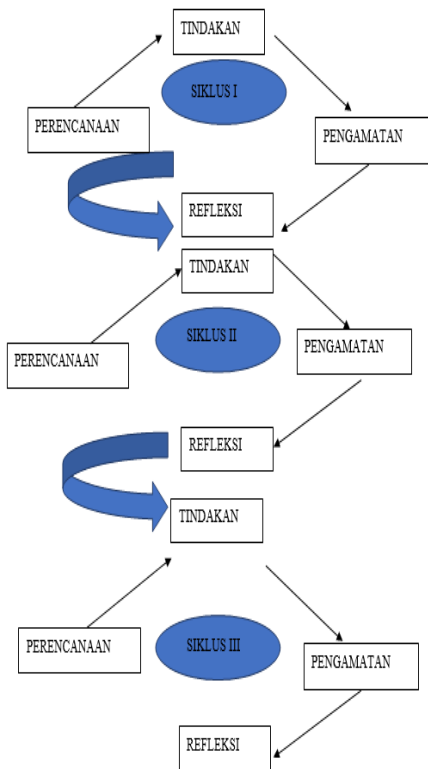 TINDAKAN
SIKLUS I
PERENCANAAN
PENGAMATAN
REFLEKSI
TINDAKAN
SIKLUS II
PERENCANAAN
PENGAMATAN
REFLEKSI
TINDAKAN
SIKLUS III
PERENCANAAN
PENGAMATAN
REFLEKSI